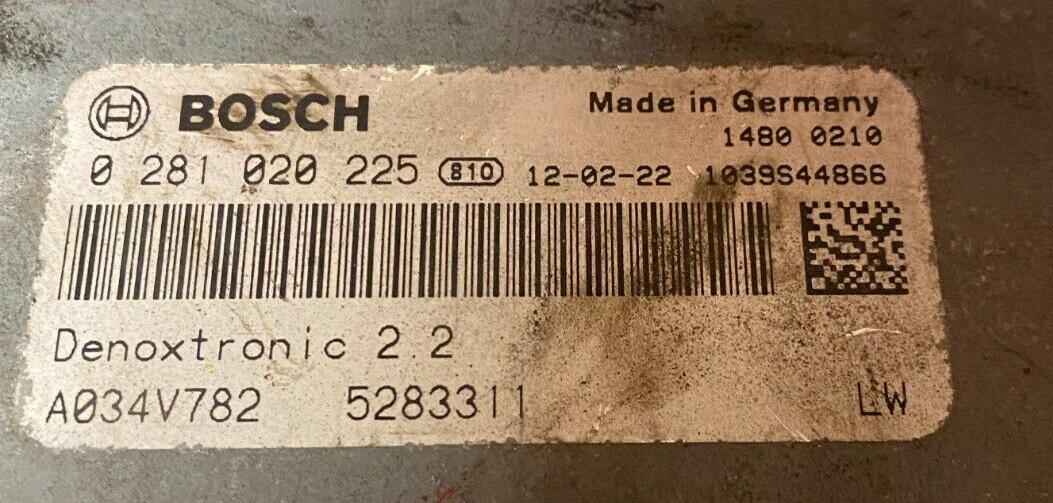 BOSCH Made in Germany
1480 0210
0 281 020 225 810 12-02-22 1039S44866
Denoxtronic 2.2
A034V782 5283311 LW